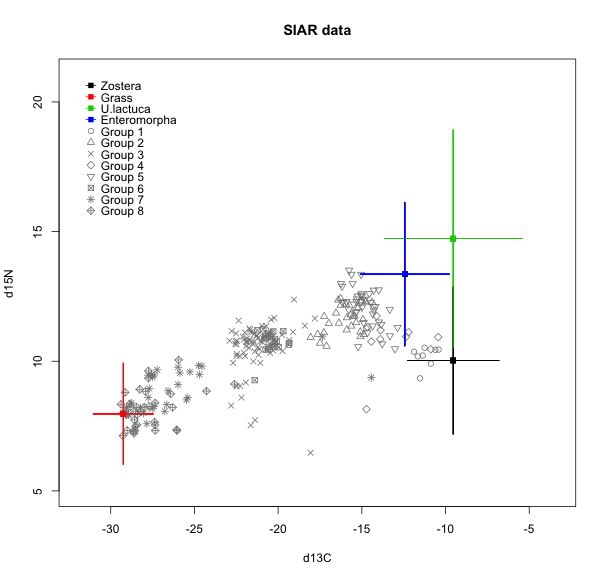 SIAR data
Zostera
Grass
U.lactuca
Enteromorpha
Group 1
Group 2
Group 3
Group 4
Group 5
Group 6
Group 7
Group 8
d15N
20
15
10
5
-30 -25 -20 -15 -10 -5
d13C